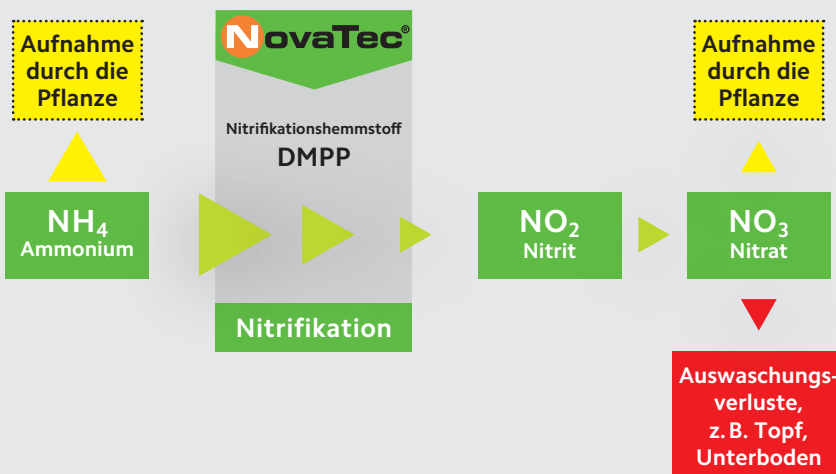 Aufnahme
durch die
Pflanze
NovaTec®
Nitrifikationshemmstoff
DMPP
Aufnahme
durch die
Pflanze
NH₄
Ammonium
NO₂
Nitrit
NO₃
Nitrat
Nitrifikation
Auswaschungs-
verluste,
z. B. Topf,
Unterboden